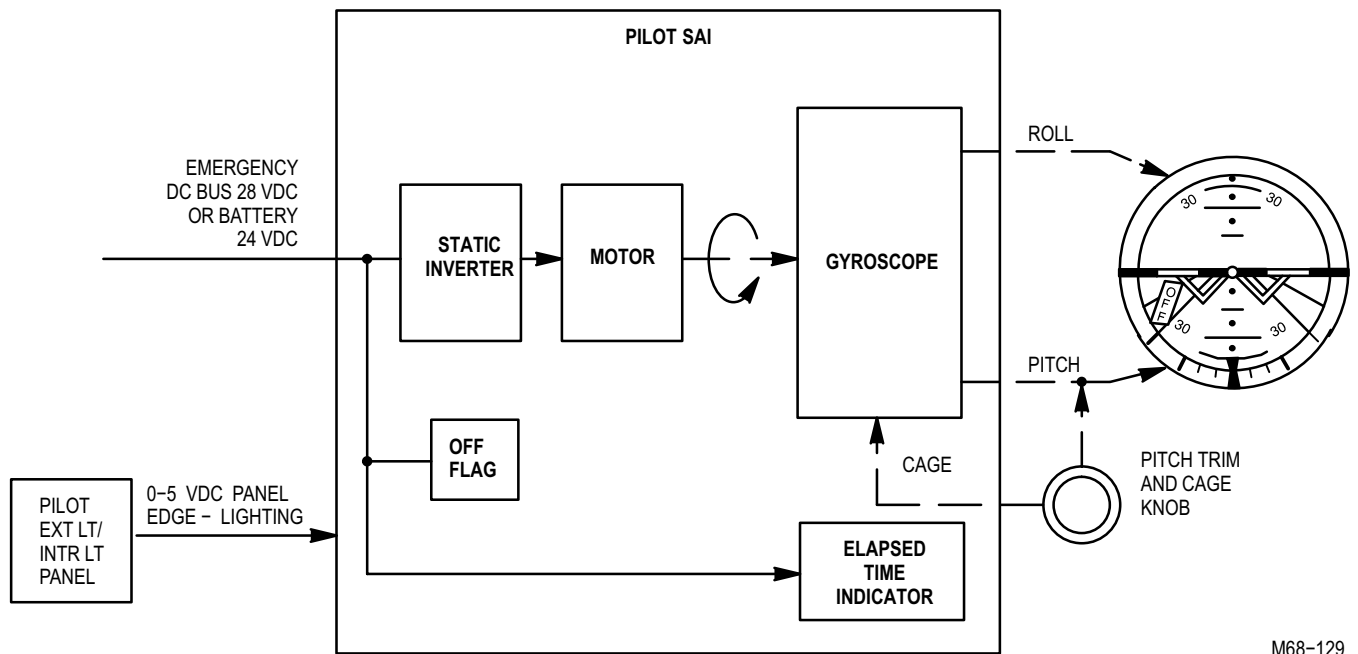 PILOT SAI
EMERGENCY
DC BUS 28 VDC
OR BATTERY
24 VDC
STATIC
INVERTER
MOTOR
GYROSCOPE
ROLL
30
30
OFF
30
30
PITCH
OFF
FLAG
CAGE
PITCH TRIM
AND CAGE
KNOB
PILOT
EXT LT/
INTR LT
PANEL
0–5 VDC PANEL
EDGE – LIGHTING
ELAPSED
TIME
INDICATOR
M68–129